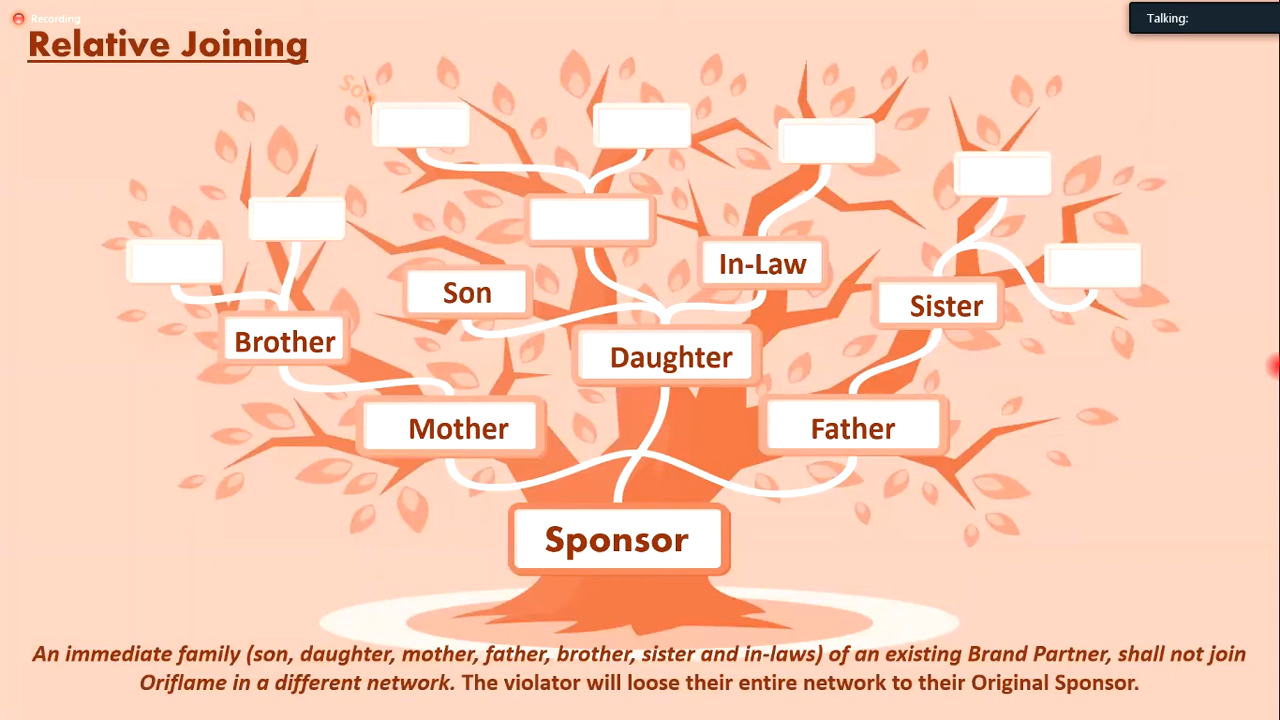 Recording
Talking:
Relative Joining
Son
In-Law
Son
Sister
Brother
Daughter
Mother
Father
Sponsor
An immediate family (son, daughter, mother, father, brother, sister and in-laws) of an existing Brand Partner, shall not join
Oriflame in a different network. The violator will loose their entire network to their Original Sponsor.